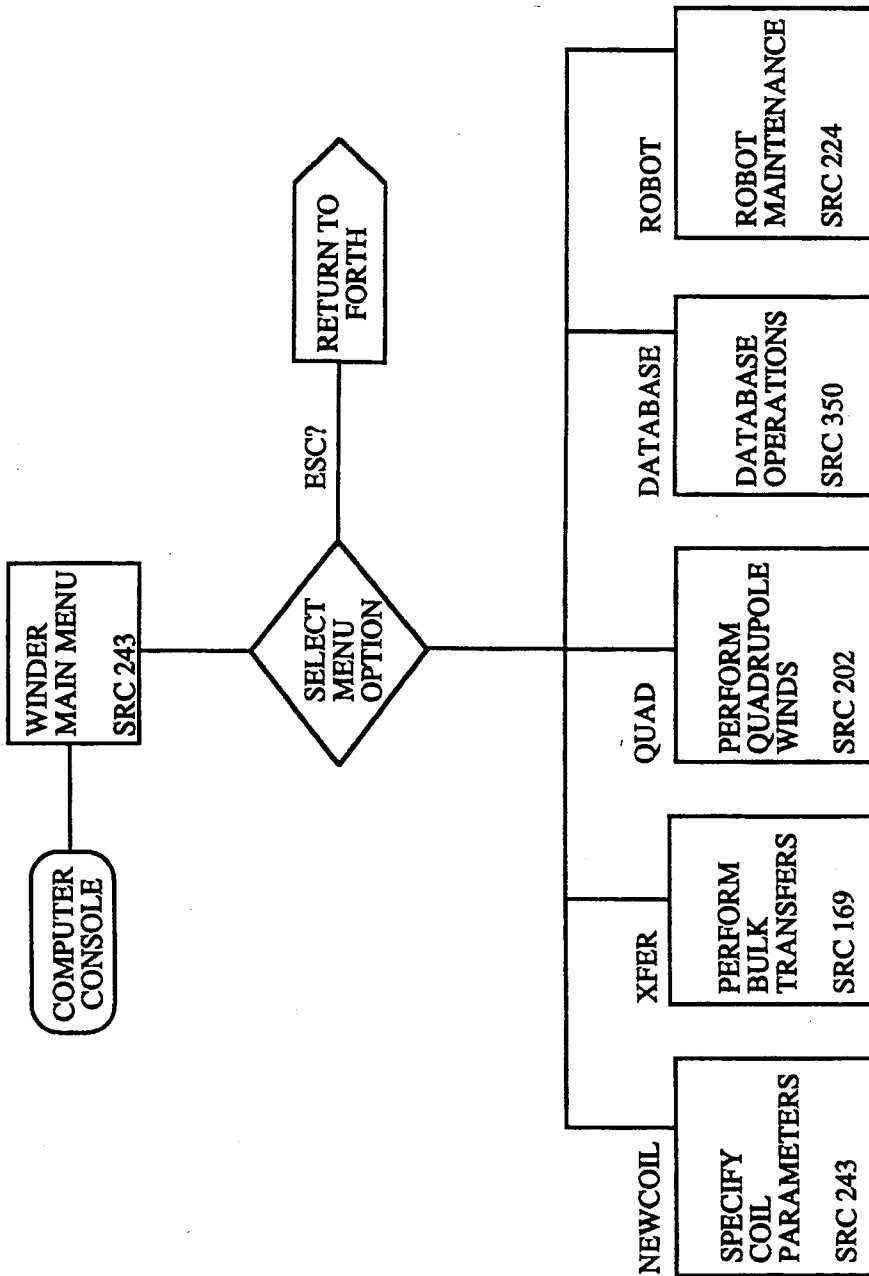 COMPUTER
CONSOLE
WINDER
MAIN MENU
SRC 243
SELECT
MENU
OPTION
ESC?
RETURN TO
FORTH
NEWCOIL
SPECIFY
COIL
PARAMETERS
SRC 243
XFER
PERFORM
BULK
TRANSFERS
SRC 169
QUAD
PERFORM
QUADRUPOLE
WINDS
SRC 202
DATABASE
DATABASE
OPERATIONS
SRC 350
ROBOT
ROBOT
MAINTENANCE
SRC 224